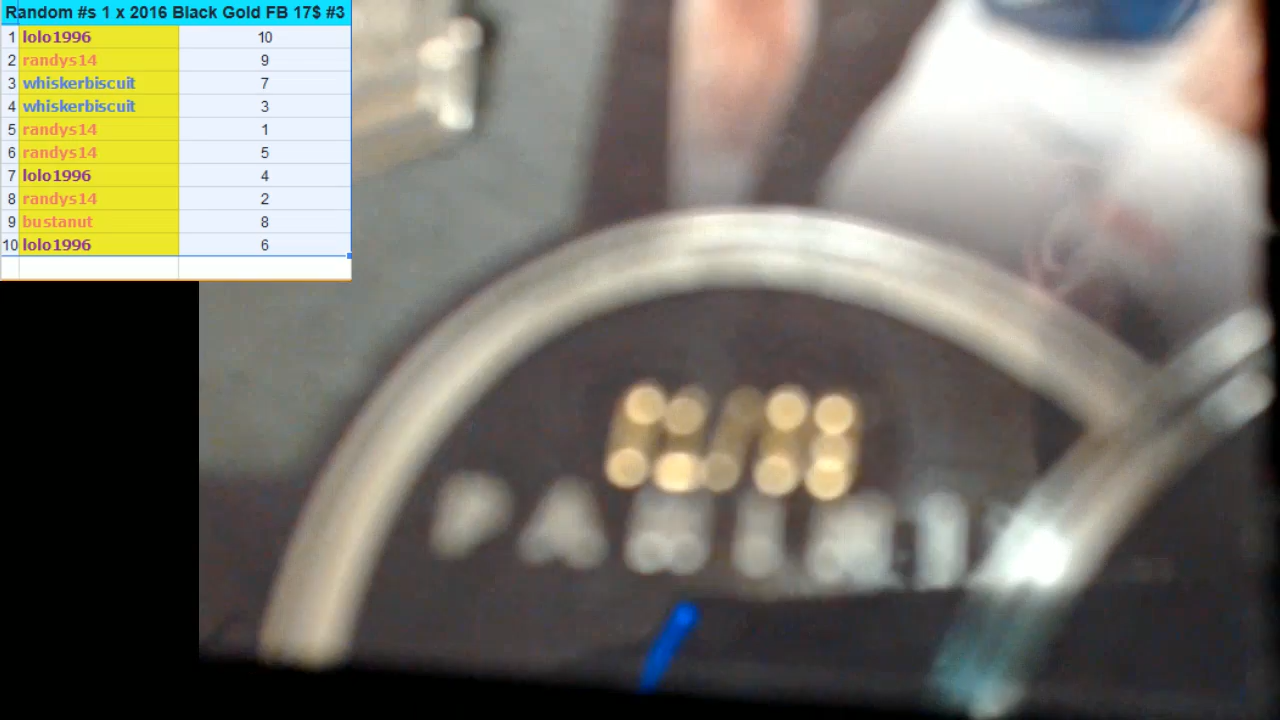 Random #s 1 x 2016 Black Gold FB 17$ #3
1 lolo1996 10
2 randys14 9
3 whiskerbiscuit 7
4 whiskerbiscuit 3
5 randys14 1
6 randys14 5
7 lolo1996 4
8 randys14 2
9 bustanut 8
10 lolo1996 6